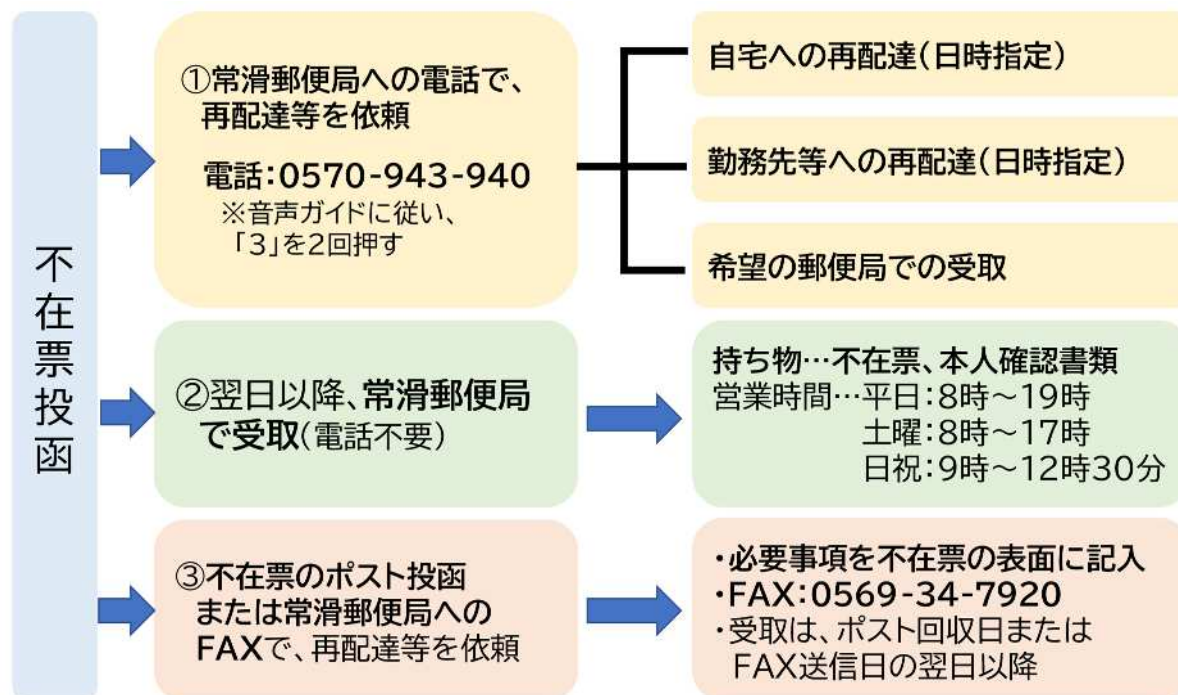 不在票投函
①常滑郵便局への電話で、
再配達等を依頼
電話:0570-943-940
※音声ガイドに従い、
「3」を2回押す
自宅への再配達(日時指定)
勤務先等への再配達(日時指定)
希望の郵便局での受取
②翌日以降、常滑郵便局
で受取(電話不要)
持ち物…不在票、本人確認書類
営業時間…平日:8時～19時
土曜:8時～17時
日祝:9時～12時30分
③不在票のポスト投函
または常滑郵便局への
FAXで、再配達等を依頼
・必要事項を不在票の表面に記入
・FAX:0569-34-7920
・受取は、ポスト回収日または
FAX送信日の翌日以降